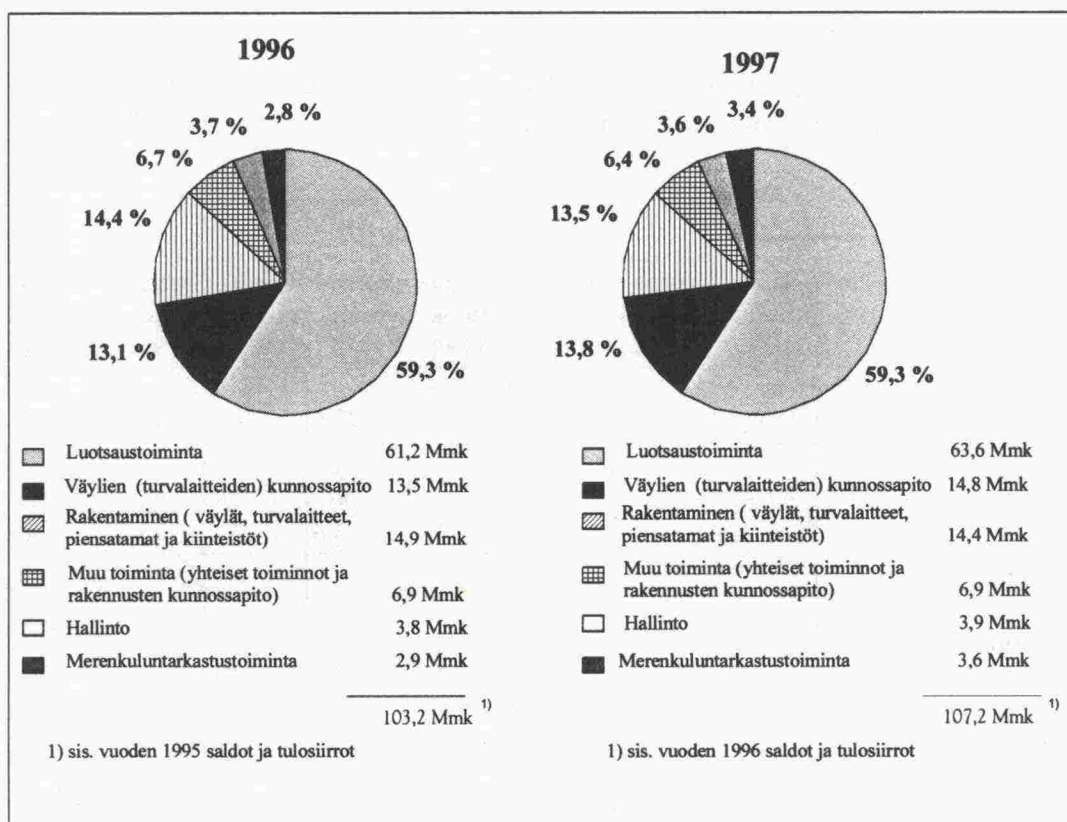 1996
2,8 %
3,7 %
6,7 %
14,4 %
13,1 %
59,3 %
Luotsaustoiminta 61,2 Mmk
Väylien (turvalaitteiden) kunnossapito 13,5 Mmk
Rakentaminen ( väylät, turvalaitteet,
piensatamat ja kiinteistöt) 14,9 Mmk
Muu toiminta (yhteiset toiminnot ja
rakennusten kunnossapito) 6,9 Mmk
Hallinto 3,8 Mmk
Merenkuluntarkastustoiminta 2,9 Mmk
103,2 Mmk 1)
1) sis. vuoden 1995 saldot ja tulosiirrot
1997
3,4 %
3,6 %
6,4 %
13,5 %
13,8 %
59,3 %
Luotsaustoiminta 63,6 Mmk
Väylien (turvalaitteiden) kunnossapito 14,8 Mmk
Rakentaminen ( väylät, turvalaitteet,
piensatamat ja kiinteistöt) 14,4 Mmk
Muu toiminta (yhteiset toiminnot ja
rakennusten kunnossapito) 6,9 Mmk
Hallinto 3,9 Mmk
Merenkuluntarkastustoiminta 3,6 Mmk
107,2 Mmk 1)
1) sis. vuoden 1996 saldot ja tulosiirrot